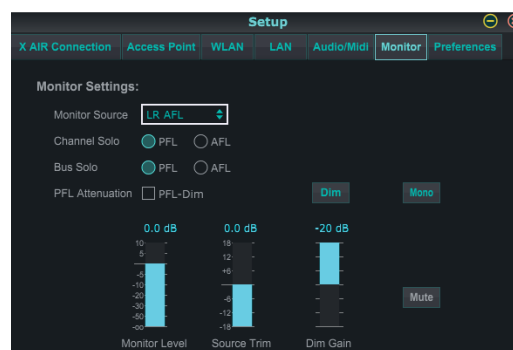 Setup
X AIR Connection Access Point WLAN LAN Audio/Midi Monitor Preferences
Monitor Settings:
Monitor Source LR AFL
Channel Solo PFL AFL
Bus Solo PFL AFL
PFL Attenuation PFL-Dim Dim Mono
0.0 dB 0.0 dB -20 dB
10 18
5 12
+6
-5
-10
-20 -6
-30 -12
-50
-oo -18
Mute
Monitor Level Source Trim Dim Gain